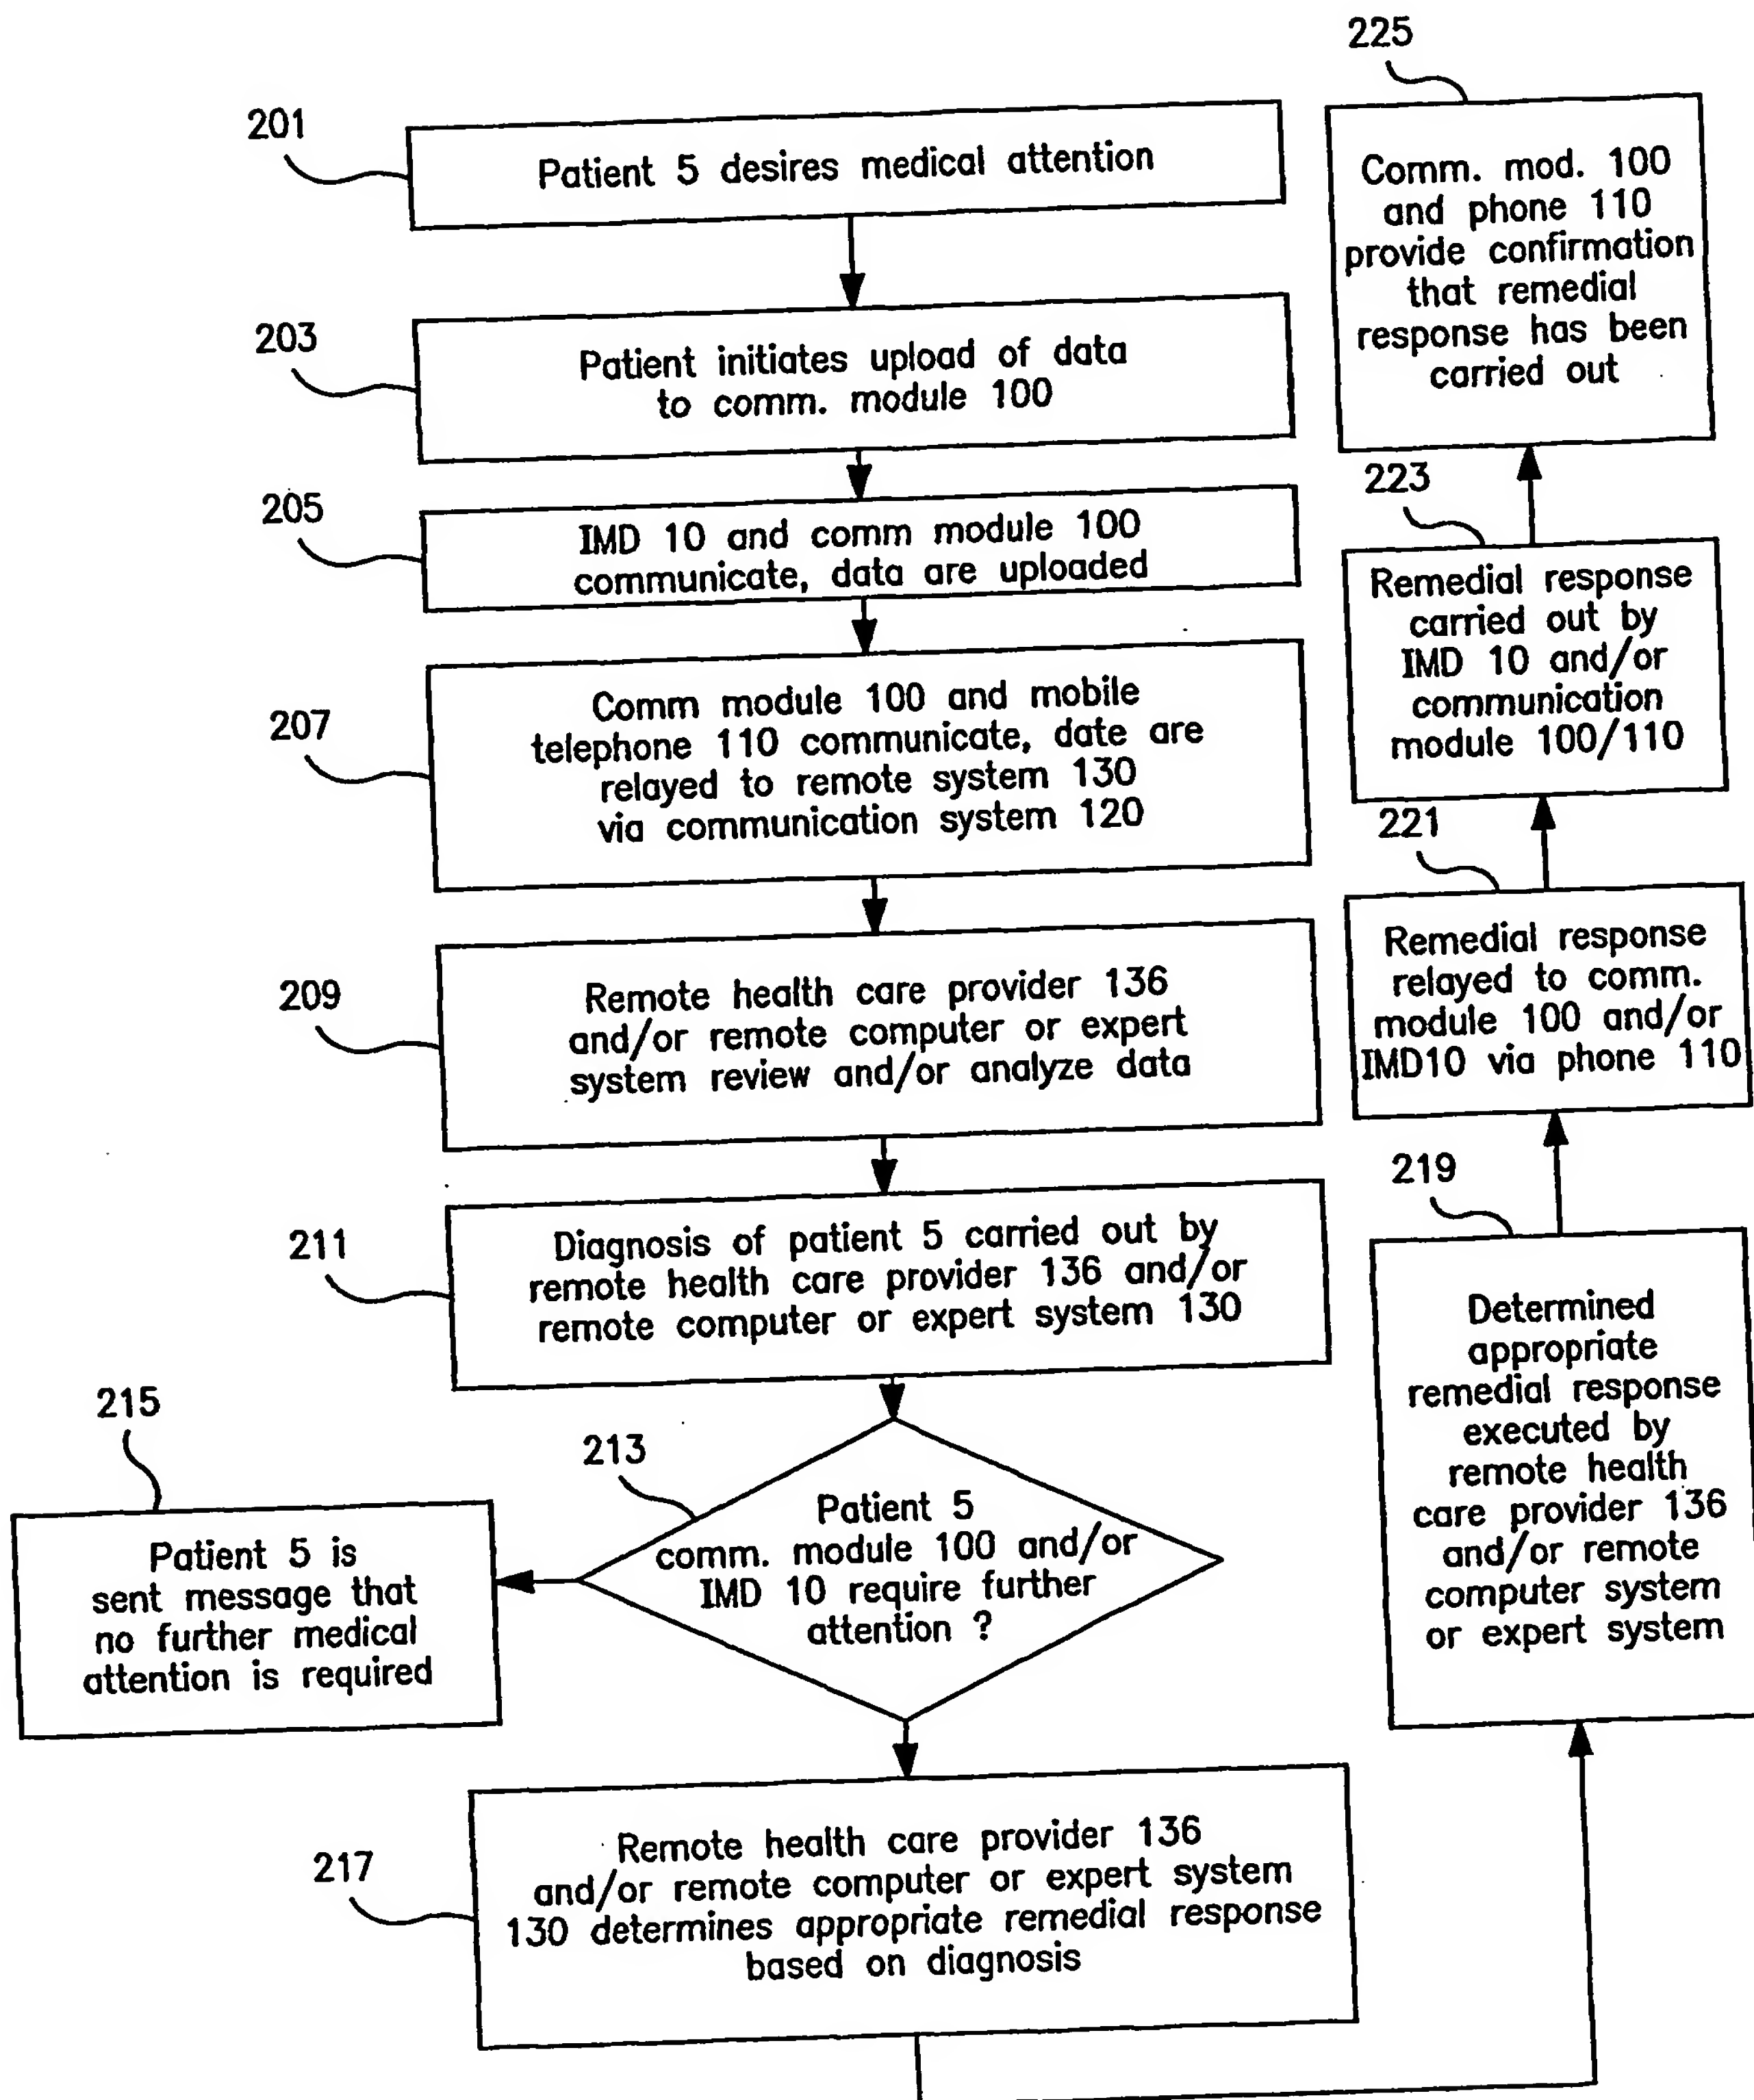 201
Patient 5 desires medical attention
203
Patient initiates upload of data
to comm. module 100
205
IMD 10 and comm module 100
communicate, data are uploaded
207
Comm module 100 and mobile
telephone 110 communicate, date are
relayed to remote system 130
via communication system 120
209
Remote health care provider 136
and/or remote computer or expert
system review and/or analyze data
211
Diagnosis of patient 5 carried out by
remote health care provider 136 and/or
remote computer or expert system 130
213
Patient 5
comm. module 100 and/or
IMD 10 require further
attention ?
215
Patient 5 is
sent message that
no further medical
attention is required
217
Remote health care provider 136
and/or remote computer or expert system
130 determines appropriate remedial response
based on diagnosis
219
Determined
appropriate
remedial response
executed by
remote health
care provider 136
and/or remote
computer system
or expert system
221
Remedial response
relayed to comm.
module 100 and/or
IMD10 via phone 110
223
Remedial response
carried out by
IMD 10 and/or
communication
module 100/110
225
Comm. mod. 100
and phone 110
provide confirmation
that remedial
response has been
carried out